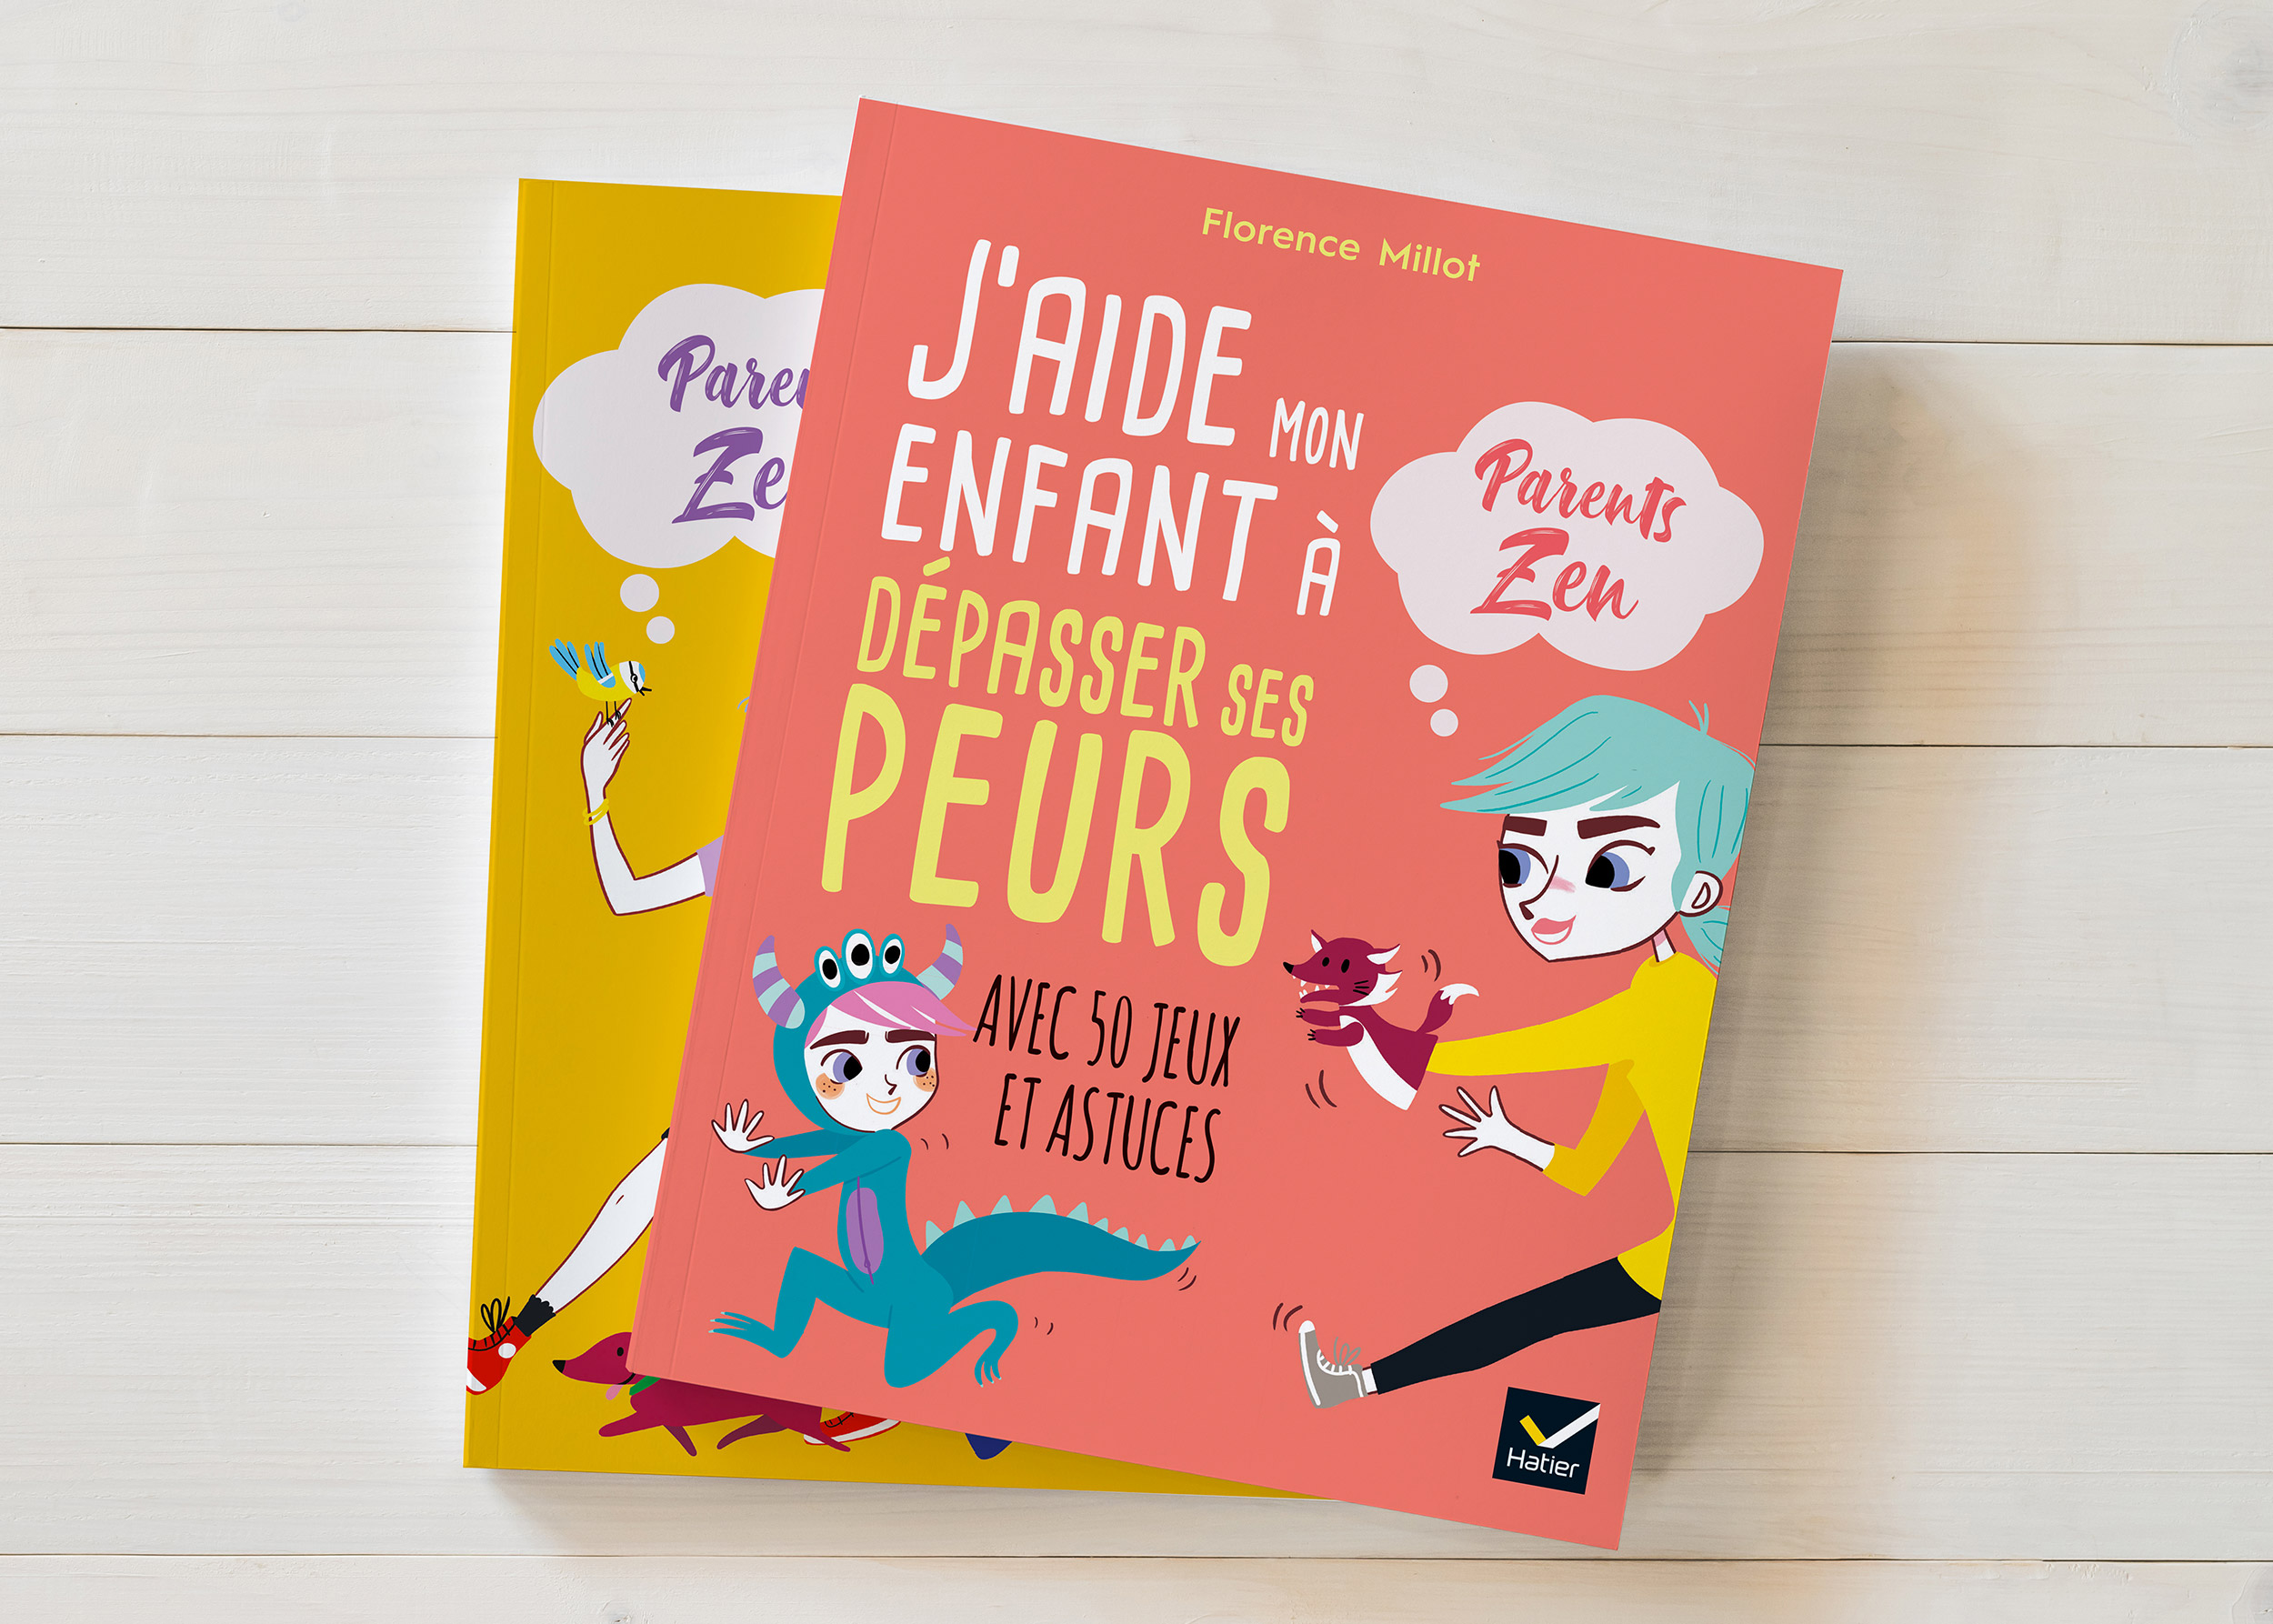 Florence Millot
J'AIDE MON
ENFANT À
DÉPASSER SES
PEURS
AVEC 50 JEUX
ET ASTUCES
Parents
Zen
Hatier